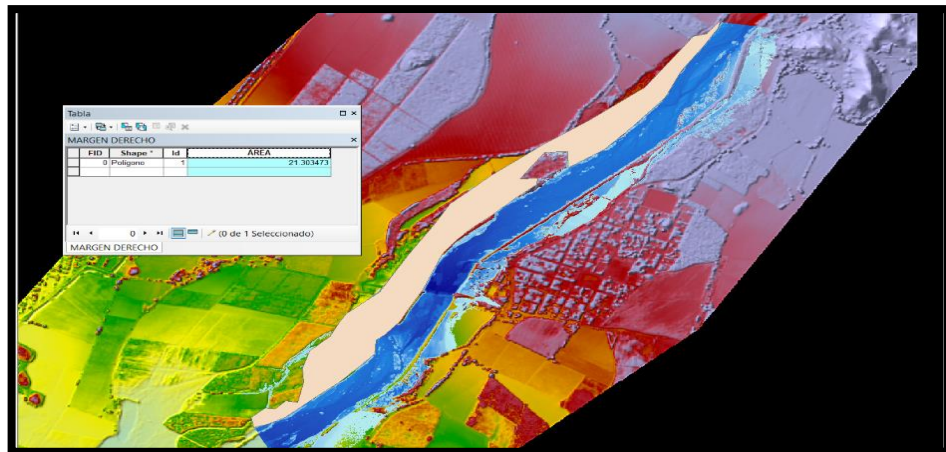 Tabla
MARGEN DERECHO
FID Shape * Id AREA
0 Polígono 1 21.303473
0 (0 de 1 Seleccionado)
MARGEN DERECHO